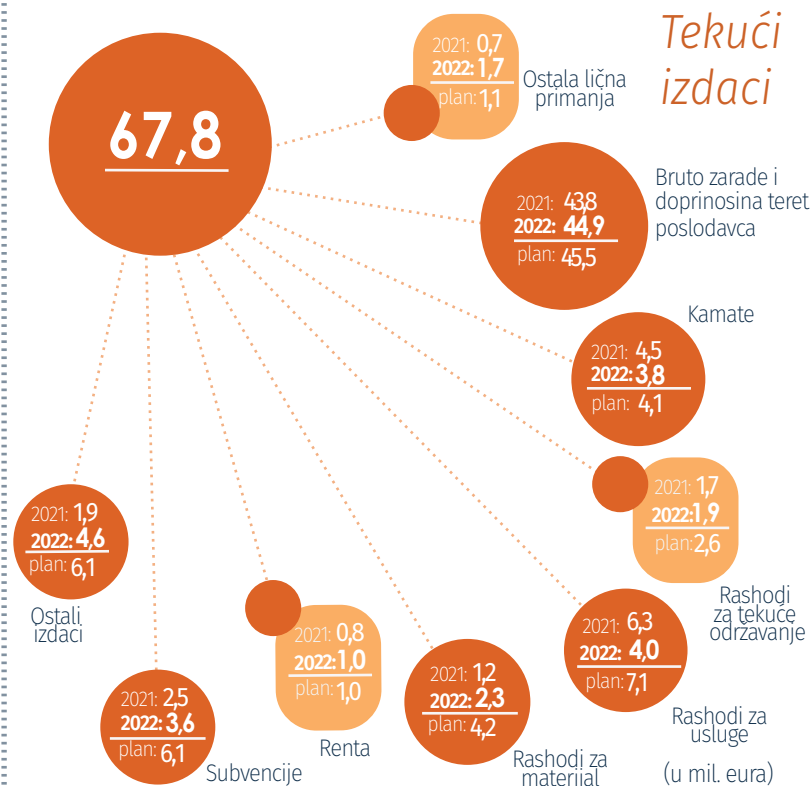 Tekući
izdaci
67,8
2021: 0,7
2022: 1,7
plan: 1,1
Ostala lična
primanja
2021: 43,8
2022: 44,9
plan: 45,5
Bruto zarade i
doprinosina teret
poslodavca
Kamate
2021: 4,5
2022: 3,8
plan: 4,1
2021: 1,7
2022: 1,9
plan: 2,6
Rashodi
za tekuće
održavanje
2021: 6,3
2022: 4,0
plan: 7,1
Rashodi za
usluge
2021: 1,2
2022: 2,3
plan: 4,2
Rashodi za
materijal
2021: 0,8
2022: 1,0
plan: 1,0
Renta
2021: 2,5
2022: 3,6
plan: 6,1
Subvencije
2021: 1,9
2022: 4,6
plan: 6,1
Ostali
izdaci
(u mil. eura)